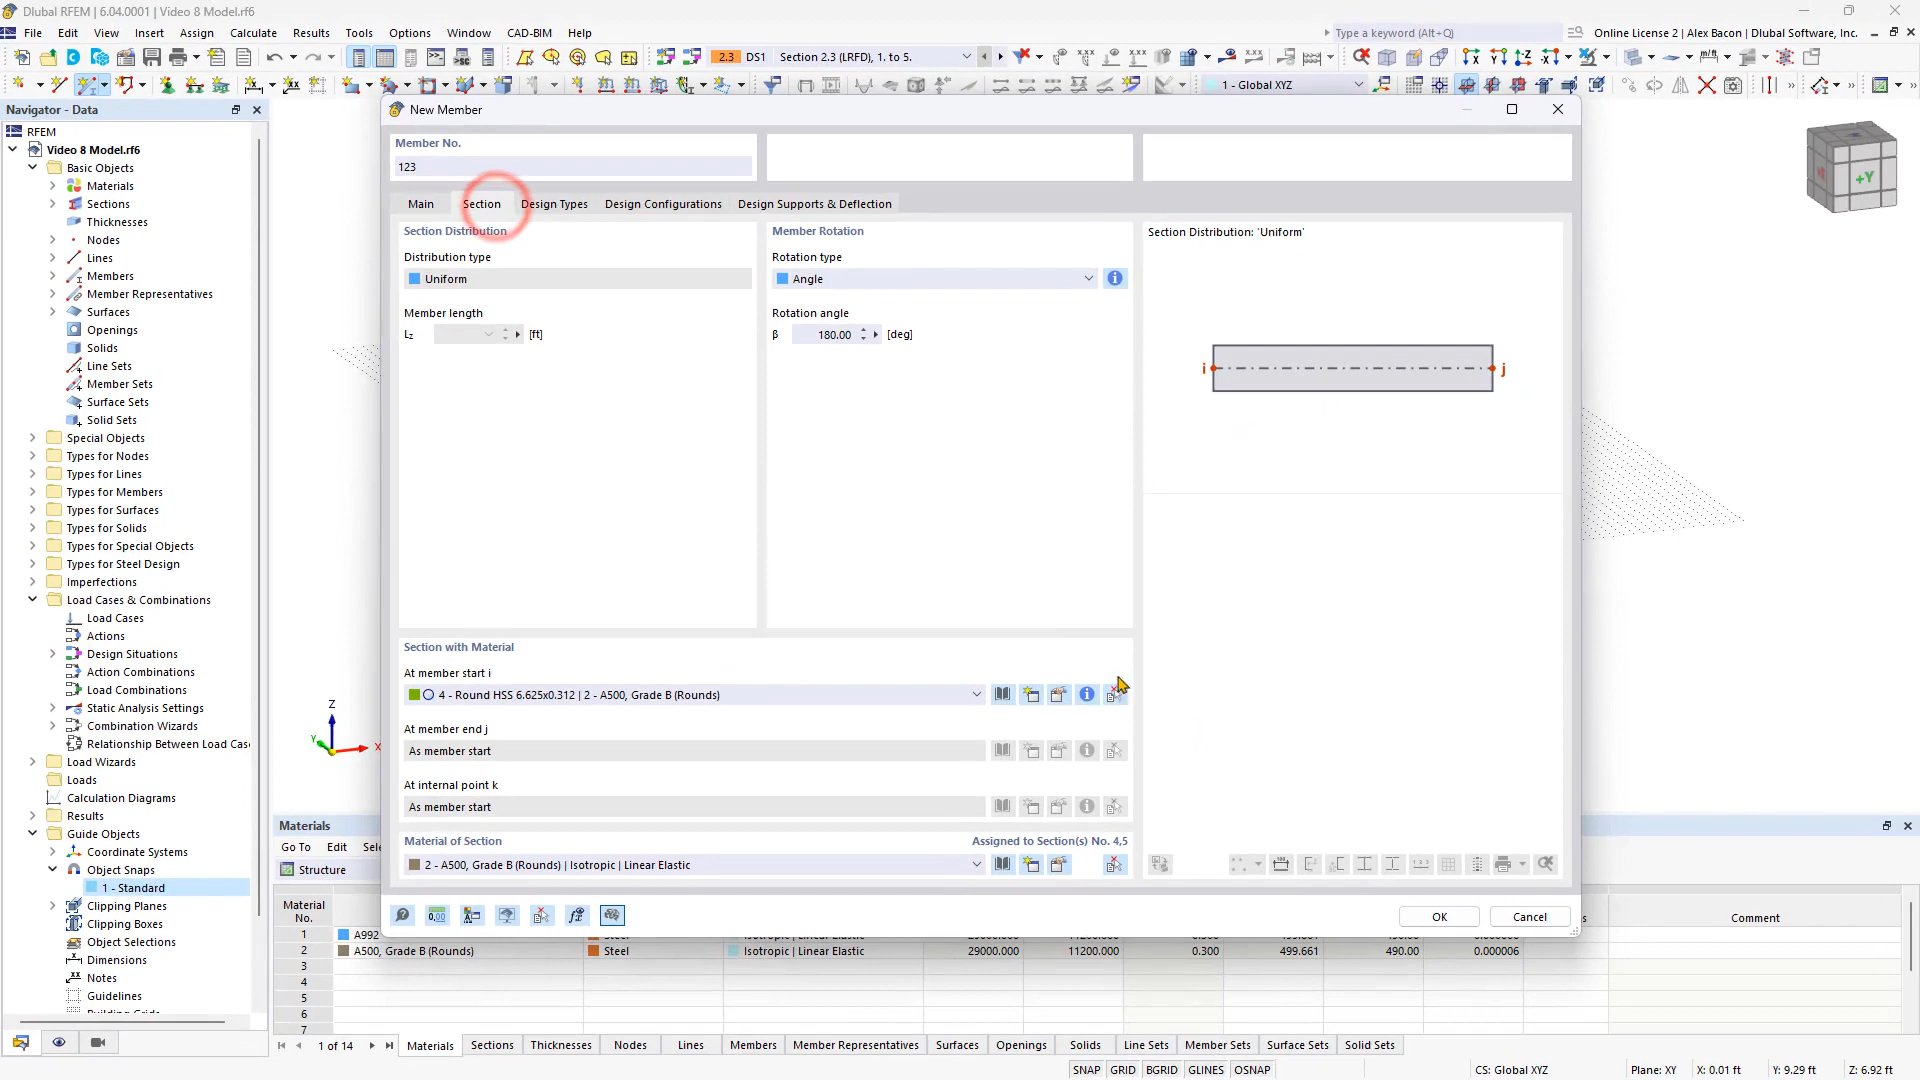 Dlubal RFEM | 6.04.0001 | Video 8 Model.rf6
File Edit View Insert Assign Calculate Results Tools Options Window CAD-BIM Help
Type a keyword (Alt+Q)
Online License 2 | Alex Bacon | Dlubal Software, Inc.
2.3 DS1 Section 2.3 (LRFD), 1. to 5.
1 - Global XYZ
Navigator - Data
RFEM
Video 8 Model.rf6
Basic Objects
Materials
Sections
Thicknesses
Nodes
Lines
Members
Member Representatives
Surfaces
Openings
Solids
Line Sets
Member Sets
Surface Sets
Solid Sets
Special Objects
Types for Nodes
Types for Lines
Types for Members
Types for Surfaces
Types for Solids
Types for Special Objects
Types for Steel Design
Imperfections
Load Cases & Combinations
Load Cases
Actions
Design Situations
Action Combinations
Load Combinations
Static Analysis Settings
Combination Wizards
Relationship Between Load Case
Load Wizards
Loads
Calculation Diagrams
Results
Guide Objects
Coordinate Systems
Object Snaps
1 - Standard
Clipping Planes
Clipping Boxes
Object Selections
Dimensions
Notes
Guidelines
Building Grids
New Member
Member No.
123
Main Section Design Types Design Configurations Design Supports & Deflection
Section Distribution
Distribution type
Uniform
Member length
Lz [ft]
Member Rotation
Rotation type
Angle
Rotation angle
β 180.00 [deg]
Section Distribution: 'Uniform'
i j
Section with Material
At member start i
4 - Round HSS 6.625x0.312 | 2 - A500, Grade B (Rounds)
At member end j
As member start
At internal point k
As member start
Material of Section Assigned to Section(s) No. 4,5
2 - A500, Grade B (Rounds) | Isotropic | Linear Elastic
OK Cancel
+Y
Z
Y X
Materials
Go To Edit
Structure
Material
No. Comment
1 A992
2 A500, Grade B (Rounds) Steel Isotropic | Linear Elastic 29000.000 11200.000 0.300 499.661 490.00 0.000006
3
4
5
6
7
1 of 14 Materials Sections Thicknesses Nodes Lines Members Member Representatives Surfaces Openings Solids Line Sets Member Sets Surface Sets Solid Sets
SNAP GRID BGRID GLINES OSNAP CS: Global XYZ Plane: XY X: 0.01 ft Y: 9.29 ft Z: 6.92 ft